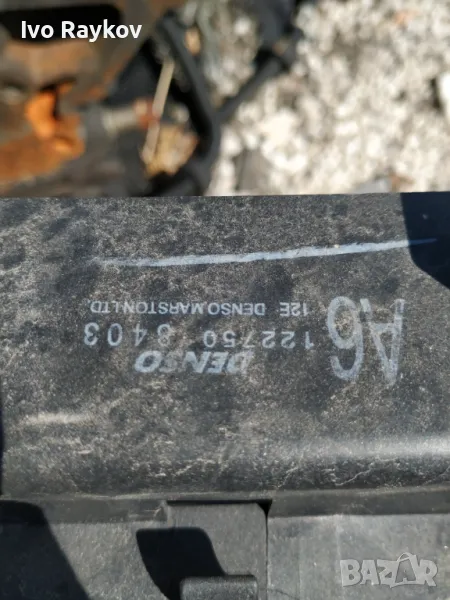 Ivo Raykov
DENSO
A6
122750 8403
12E DENSO.MARSTON.LTD
BAZAR